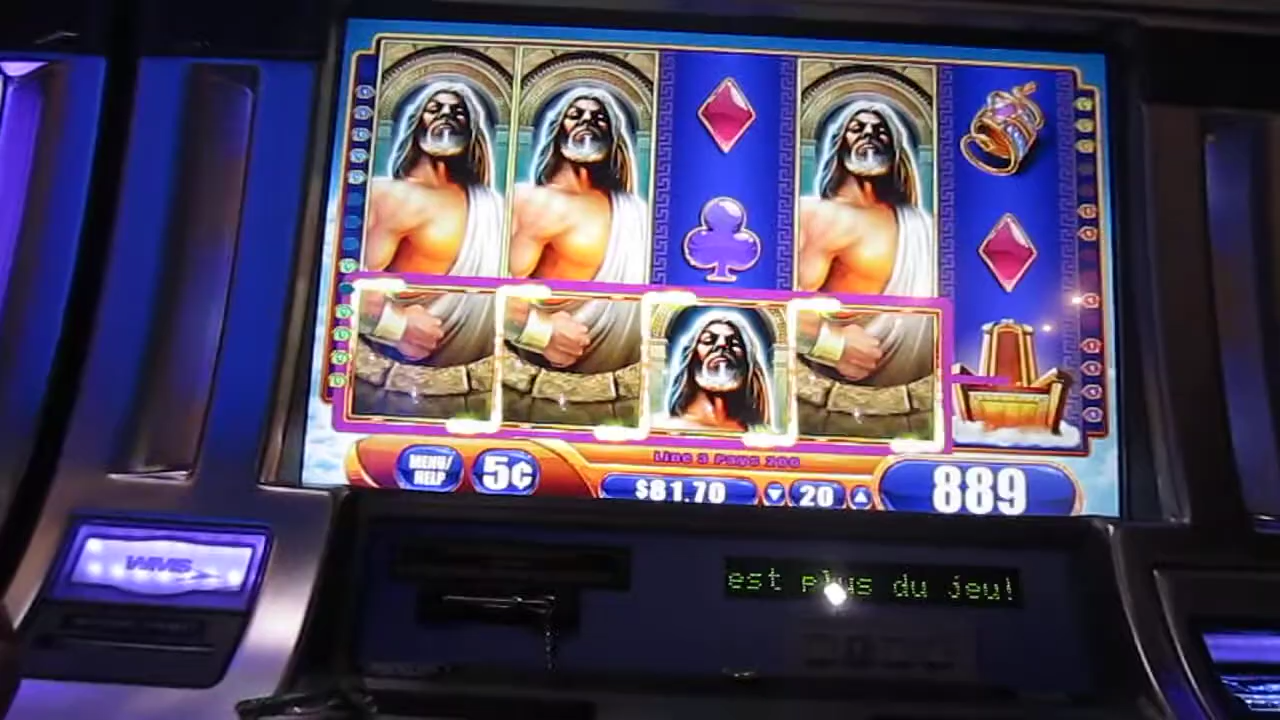 Line 3 Pays 200
MENU/
HELP
5¢
$81.70
20
889
WMS
est plus du jeu!